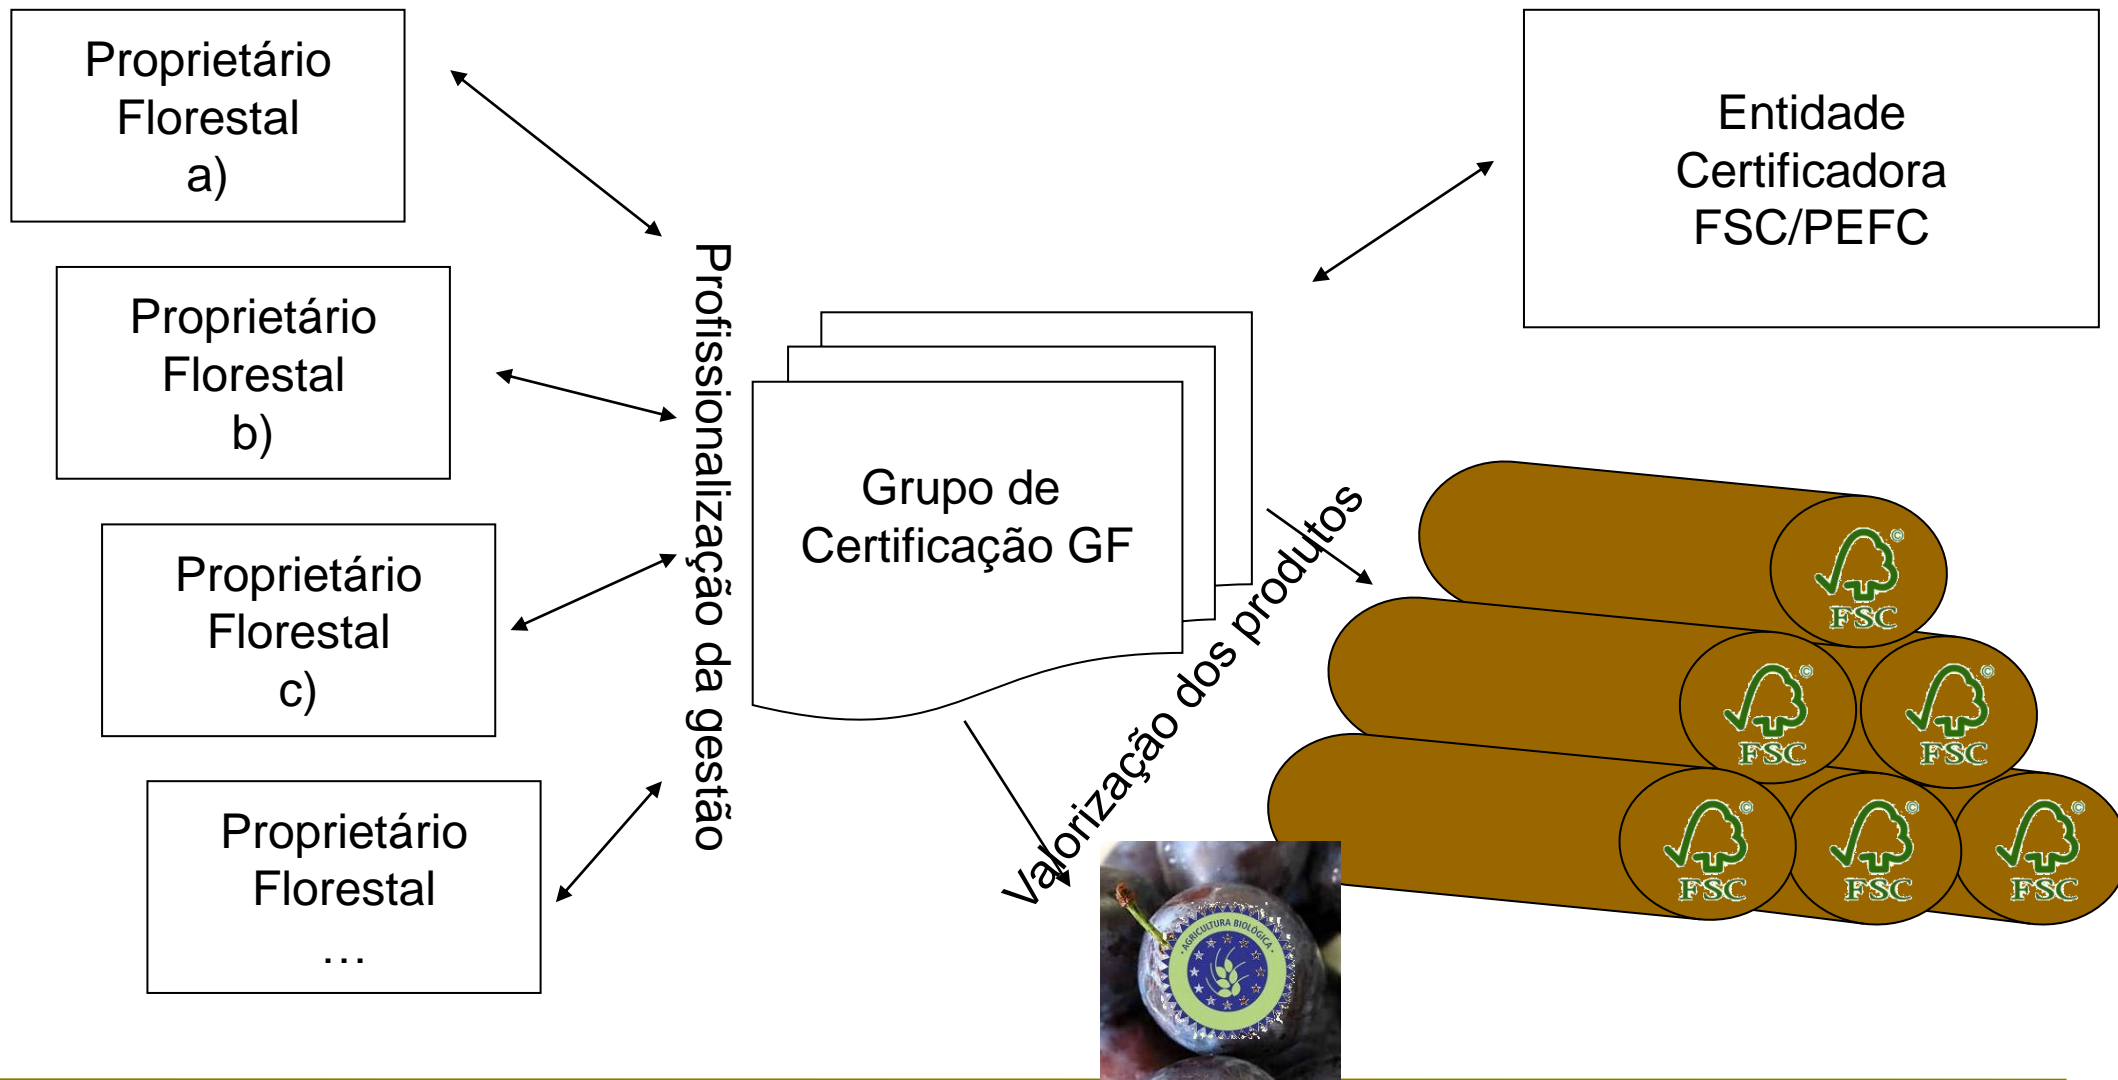 Proprietário
Florestal
a)
Proprietário
Florestal
b)
Proprietário
Florestal
c)
Proprietário
Florestal
…
Profissionalização da gestão
Grupo de
Certificação GF
Entidade
Certificadora
FSC/PEFC
Valorização dos produtos
©
FSC
©
FSC
©
FSC
©
FSC
©
FSC
©
FSC
· AGRICULTURA BIOLÓGICA ·